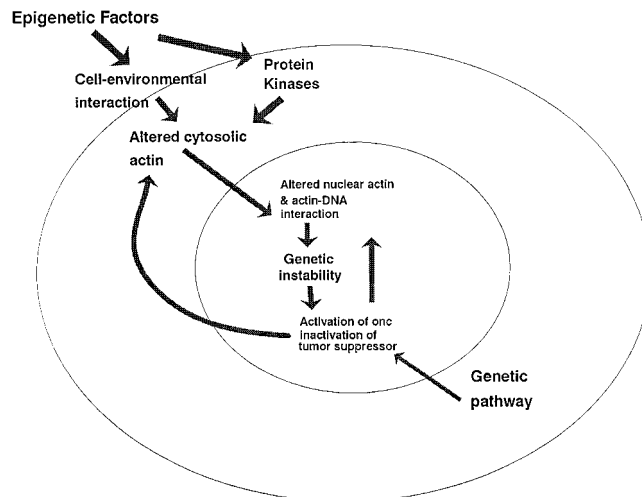 Epigenetic Factors
Protein
Kinases
Cell-environmental
interaction
Altered cytosolic
actin
Altered nuclear actin
& actin-DNA
interaction
Genetic
instability
Activation of onc
inactivation of
tumor suppressor
Genetic
pathway